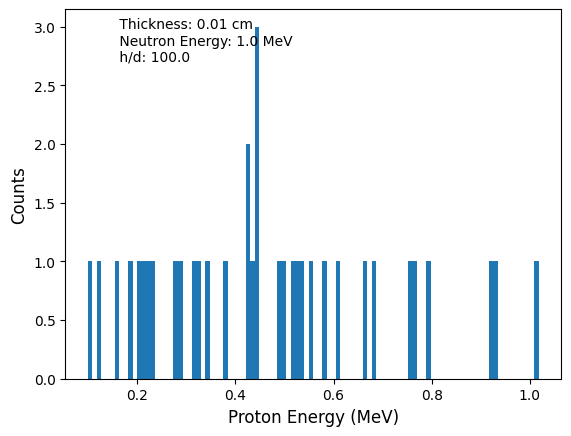 Thickness: 0.01 cm
Neutron Energy: 1.0 MeV
h/d: 100.0
3.0
2.5
2.0
1.5
1.0
0.5
0.0
Counts
0.2
0.4
0.6
0.8
1.0
Proton Energy (MeV)